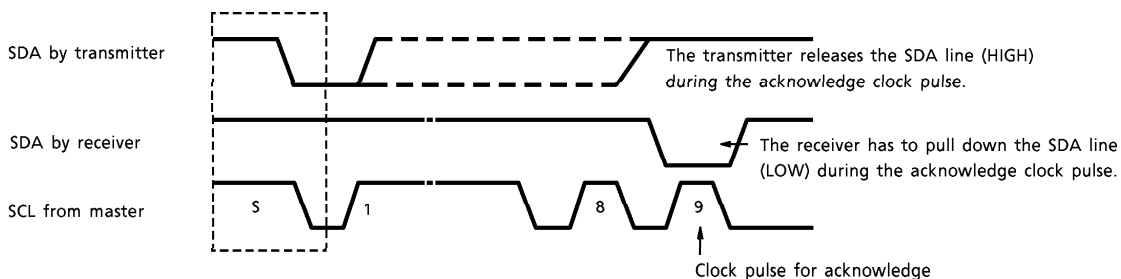 SDA by transmitter
The transmitter releases the SDA line (HIGH)
during the acknowledge clock pulse.
SDA by receiver
The receiver has to pull down the SDA line
(LOW) during the acknowledge clock pulse.
SCL from master
S
1
8
9
Clock pulse for acknowledge